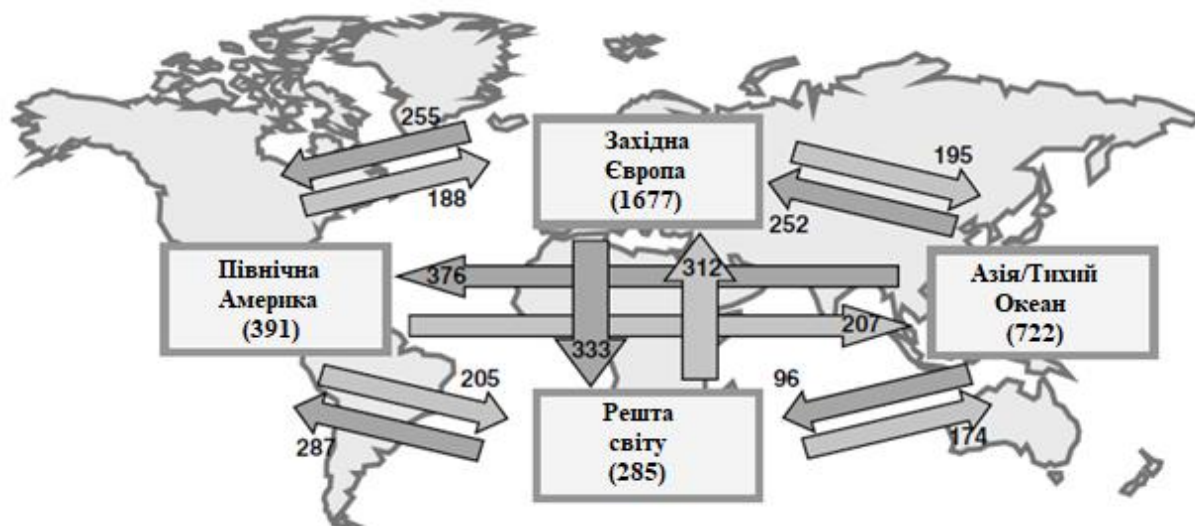 255
188
Західна
Європа
(1677)
195
252
Північна
Америка
(391)
376
312
207
333
Азія/Тихий
Океан
(722)
205
287
Решта
світу
(285)
96
174